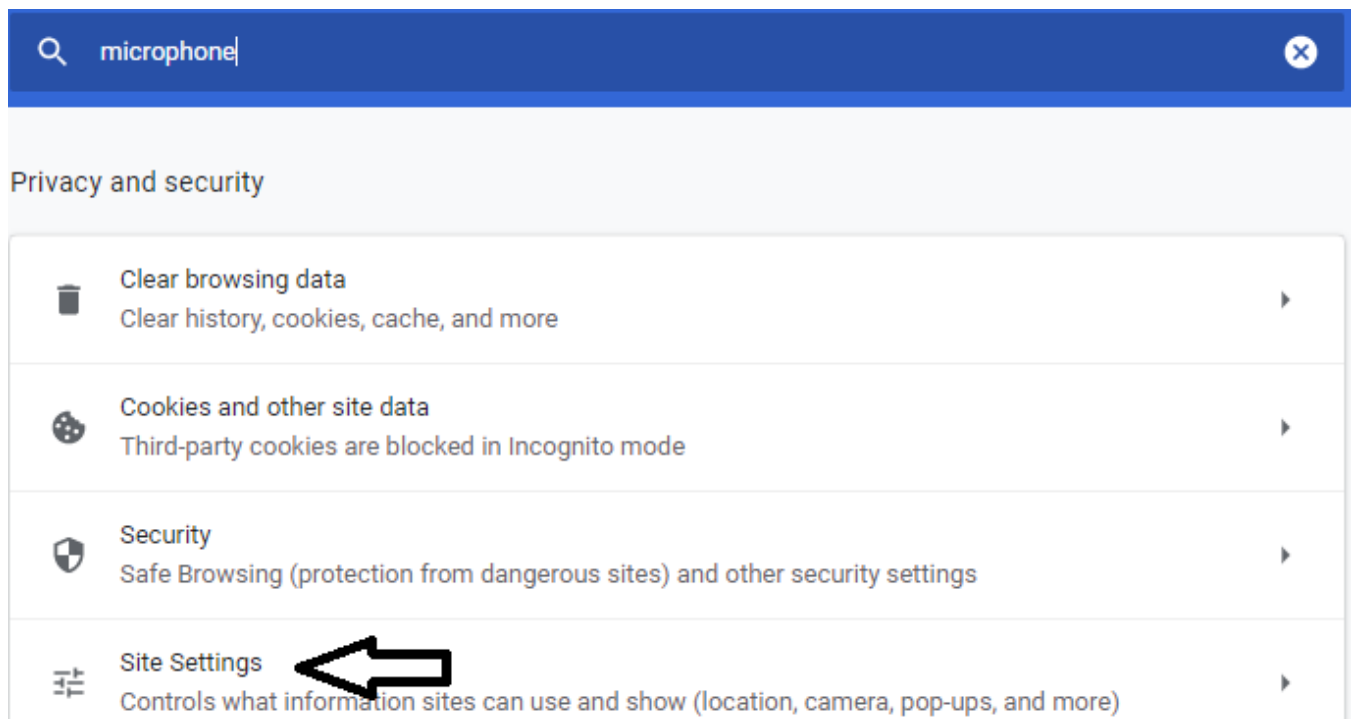 microphone
Privacy and security
Clear browsing data
Clear history, cookies, cache, and more
Cookies and other site data
Third-party cookies are blocked in Incognito mode
Security
Safe Browsing (protection from dangerous sites) and other security settings
Site Settings
Controls what information sites can use and show (location, camera, pop-ups, and more)